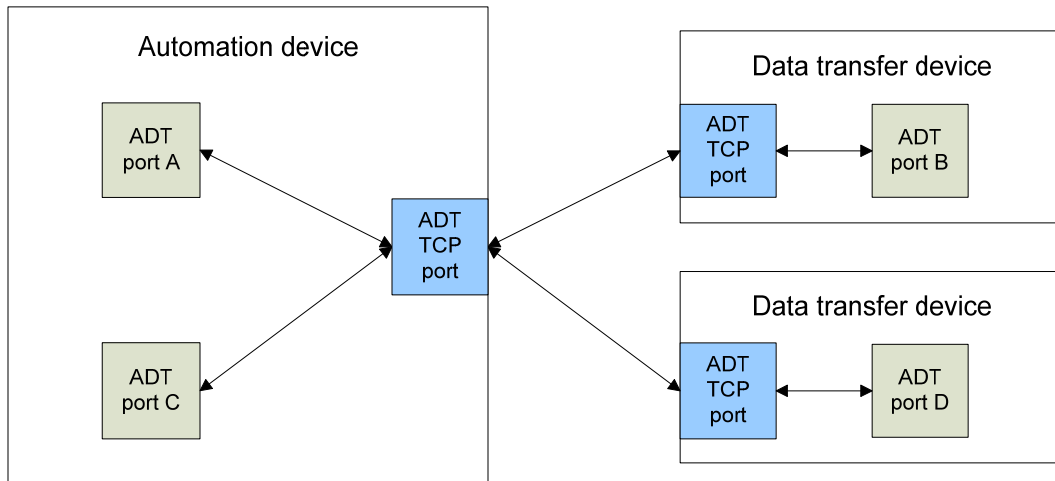 Automation device
ADT
port A
ADT
TCP
port
ADT
port C
Data transfer device
ADT
TCP
port
ADT
port B
Data transfer device
ADT
TCP
port
ADT
port D